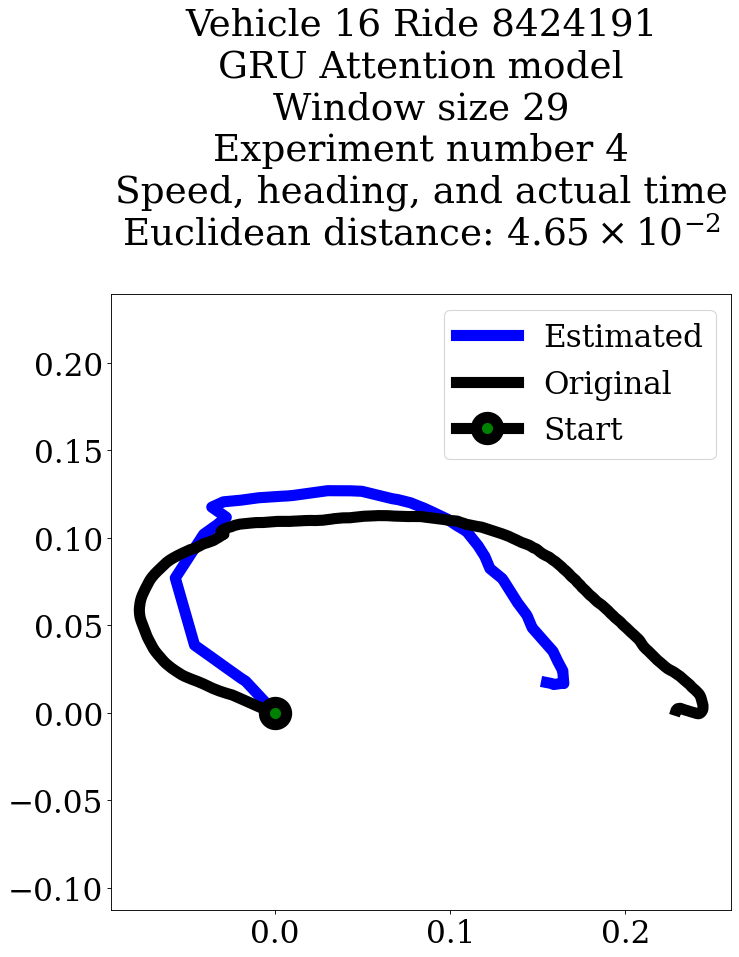 Vehicle 16 Ride 8424191
GRU Attention model
Window size 29
Experiment number 4
Speed, heading, and actual time
Euclidean distance: 4.65 × 10⁻²
Estimated
Original
Start
0.20
0.15
0.10
0.05
0.00
−0.05
−0.10
0.0 0.1 0.2